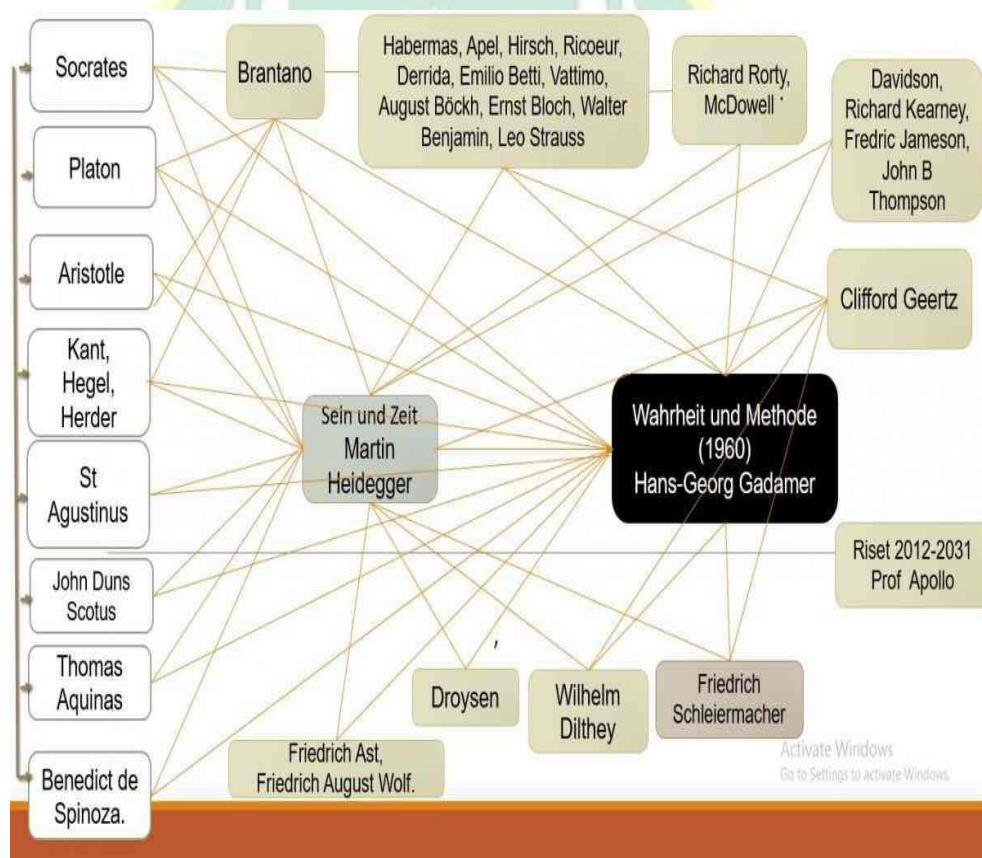 Socrates
Platon
Aristotle
Kant,
Hegel,
Herder
St
Agustinus
John Duns
Scotus
Thomas
Aquinas
Benedict de
Spinoza.
Brantano
Habermas, Apel, Hirsch, Ricoeur,
Derrida, Emilio Betti, Vattimo,
August Böckh, Ernst Bloch, Walter
Benjamin, Leo Strauss
Richard Rorty,
McDowell
Davidson,
Richard Kearney,
Fredric Jameson,
John B
Thompson
Clifford Geertz
Sein und Zeit
Martin
Heidegger
Wahrheit und Methode
(1960)
Hans-Georg Gadamer
Riset 2012-2031
Prof Apollo
,
Droysen
Wilhelm
Dilthey
Friedrich
Schleiermacher
Friedrich Ast,
Friedrich August Wolf.
Activate Windows
Go to Settings to activate Windows.